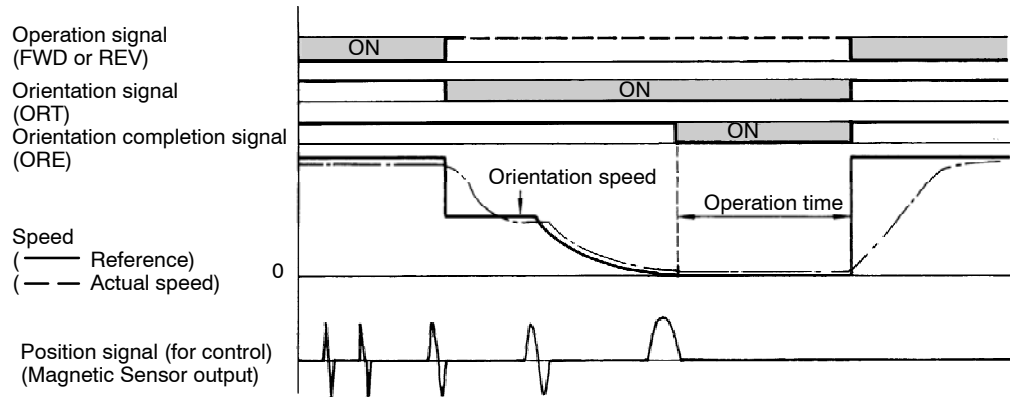 Operation signal
(FWD or REV)
ON
Orientation signal
(ORT)
ON
Orientation completion signal
(ORE)
ON
Orientation speed
Operation time
Speed
( Reference)
( Actual speed)
0
Position signal (for control)
(Magnetic Sensor output)